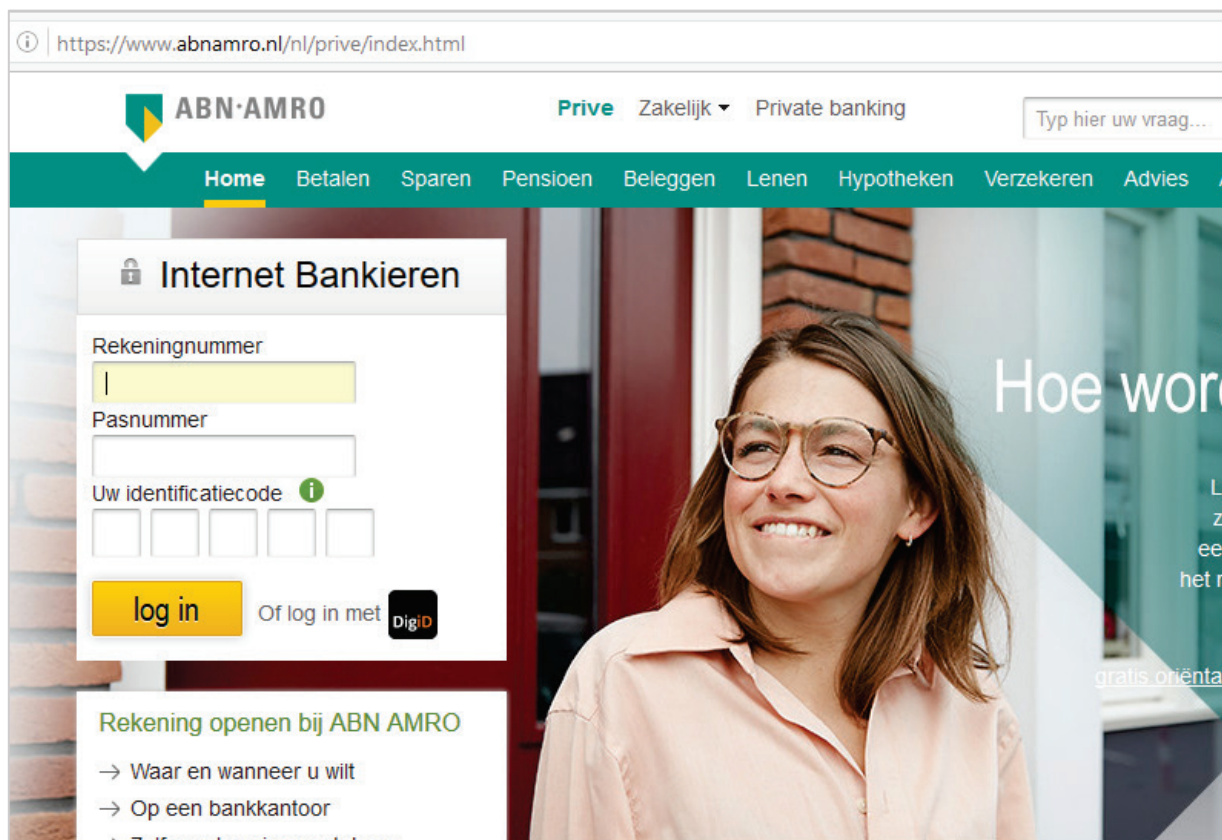 https://www.abnamro.nl/nl/prive/index.html
ABN·AMRO
Prive Zakelijk Private banking
Typ hier uw vraag...
Home Betalen Sparen Pensioen Beleggen Lenen Hypotheken Verzekeren Advies
Internet Bankieren
Rekeningnummer
Pasnummer
Uw identificatiecode
log in Of log in met DigiD
Hoe
het
gratis
Rekening openen bij ABN AMRO
→ Waar en wanneer u wilt
→ Op een bankkantoor